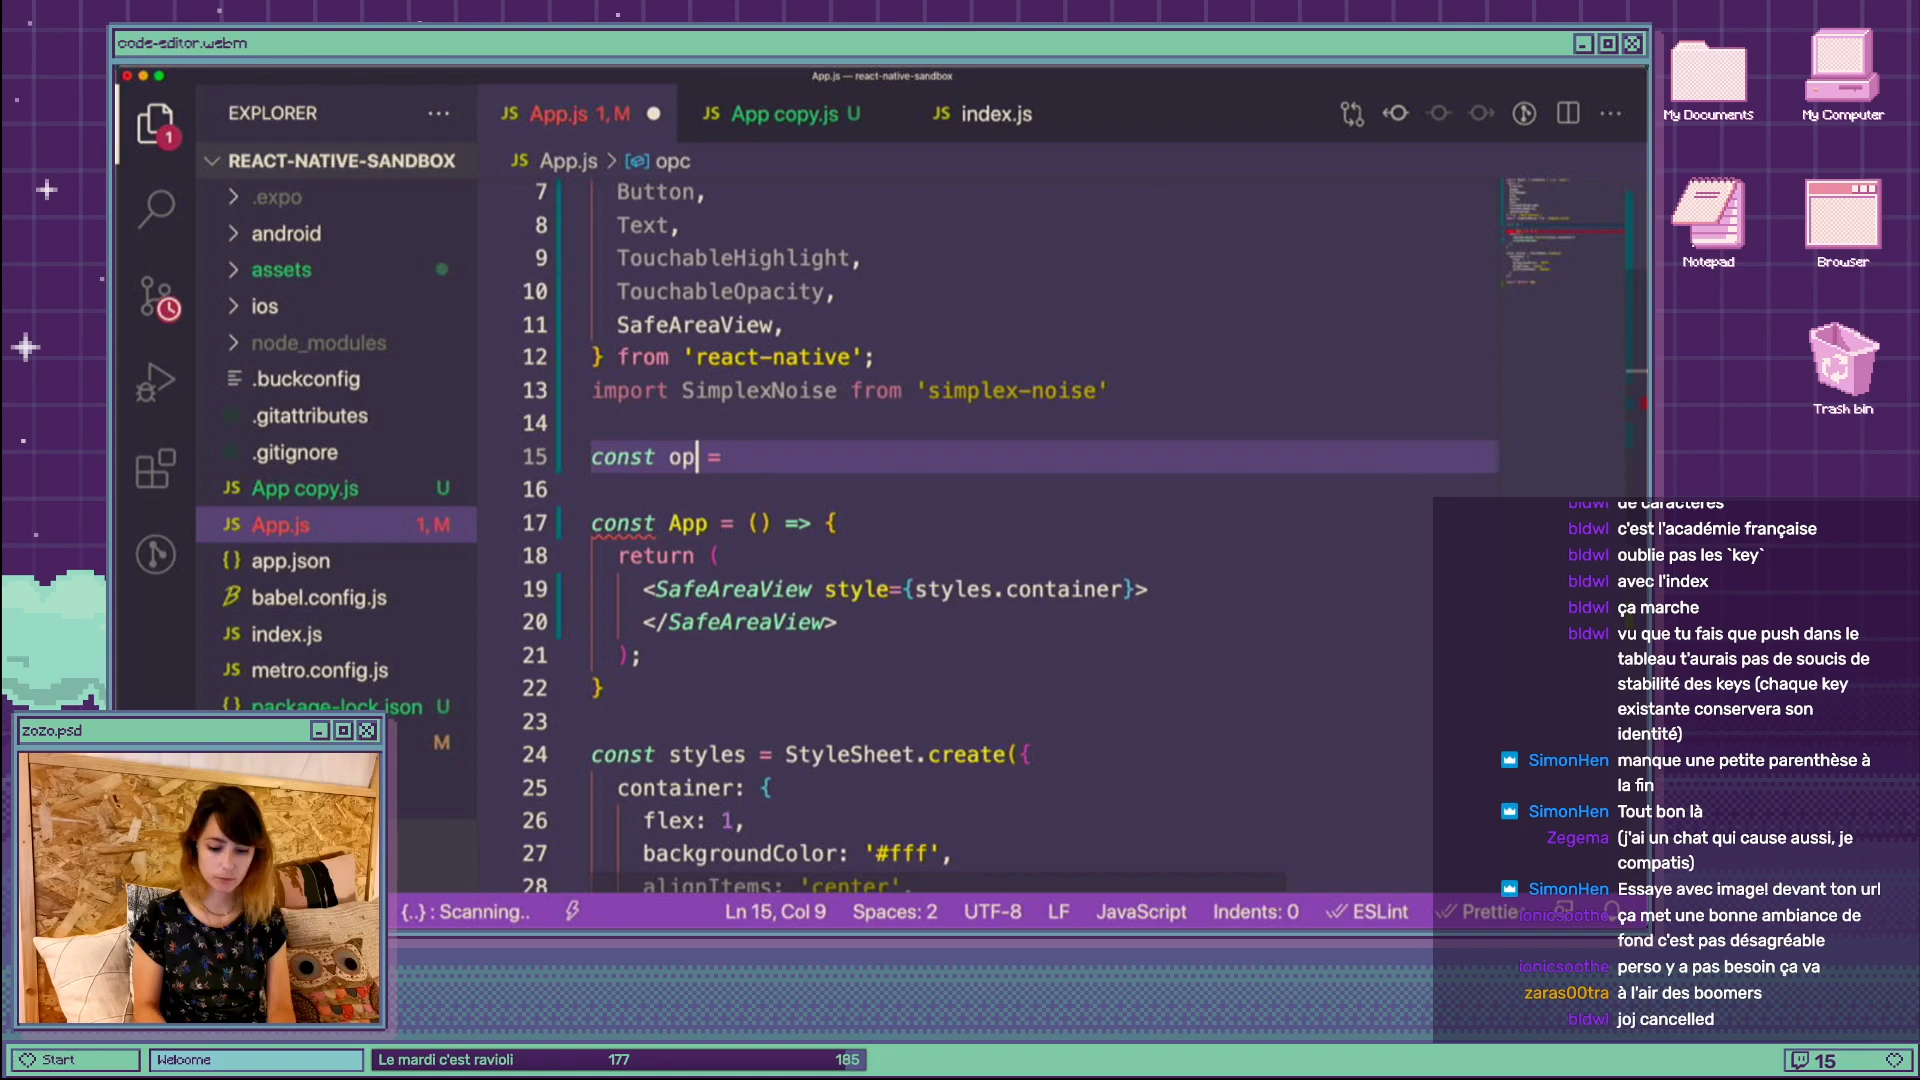 code-editor.webm
App.js — react-native-sandbox
EXPLORER
JS App.js 1, M
JS App copy.js U
JS index.js
REACT-NATIVE-SANDBOX
JS App.js > opc
.expo
android
assets
ios
node_modules
.buckconfig
.gitattributes
.gitignore
JS App copy.js U
JS App.js 1, M
{} app.json
babel.config.js
JS index.js
JS metro.config.js
{} package-lock.json U
M
1
7 Button,
8 Text,
9 TouchableHighlight,
10 TouchableOpacity,
11 SafeAreaView,
12 } from 'react-native';
13 import SimplexNoise from 'simplex-noise'
14
15 const op =
16
17 const App = () => {
18 return (
19 <SafeAreaView style={styles.container}>
20 </SafeAreaView>
21 );
22 }
23
24 const styles = StyleSheet.create({
25 container: {
26 flex: 1,
27 backgroundColor: '#fff',
28 alignItems: 'center',
{..} : Scanning..
Ln 15, Col 9
Spaces: 2
UTF-8
LF
JavaScript
Indents: 0
ESLint
Prettie
My Documents
My Computer
Notepad
Browser
Trash bin
bldwl de caractères
bldwl c'est l'académie française
bldwl oublie pas les `key`
bldwl avec l'index
bldwl ça marche
bldwl vu que tu fais que push dans le
tableau t'aurais pas de soucis de
stabilité des keys (chaque key
existante conservera son
identité)
SimonHen manque une petite parenthèse à
la fin
SimonHen Tout bon là
Zegema (j'ai un chat qui cause aussi, je
compatis)
SimonHen Essaye avec image! devant ton url
ionicsoothe ça met une bonne ambiance de
fond c'est pas désagréable
ionicsoothe perso y a pas besoin ça va
zaras00tra à l'air des boomers
bldwl joj cancelled
zozo.psd
Start
Welcome
Le mardi c'est ravioli 177 185
15